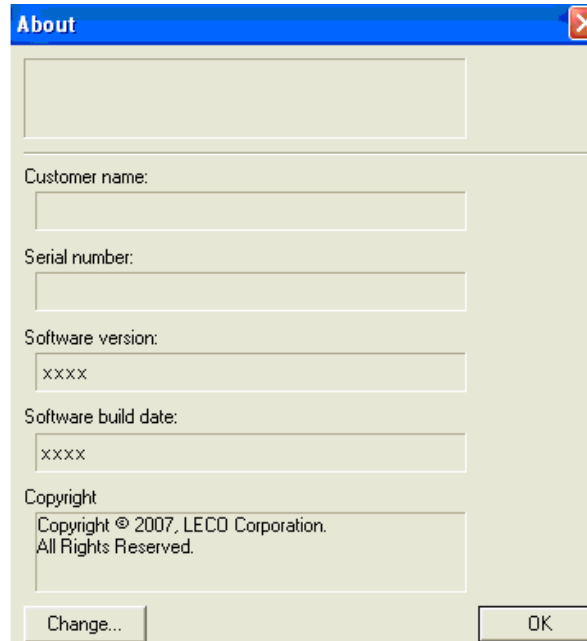 About
Customer name:
Serial number:
Software version:
xxxx
Software build date:
xxxx
Copyright
Copyright © 2007, LECO Corporation.
All Rights Reserved.
Change...
OK